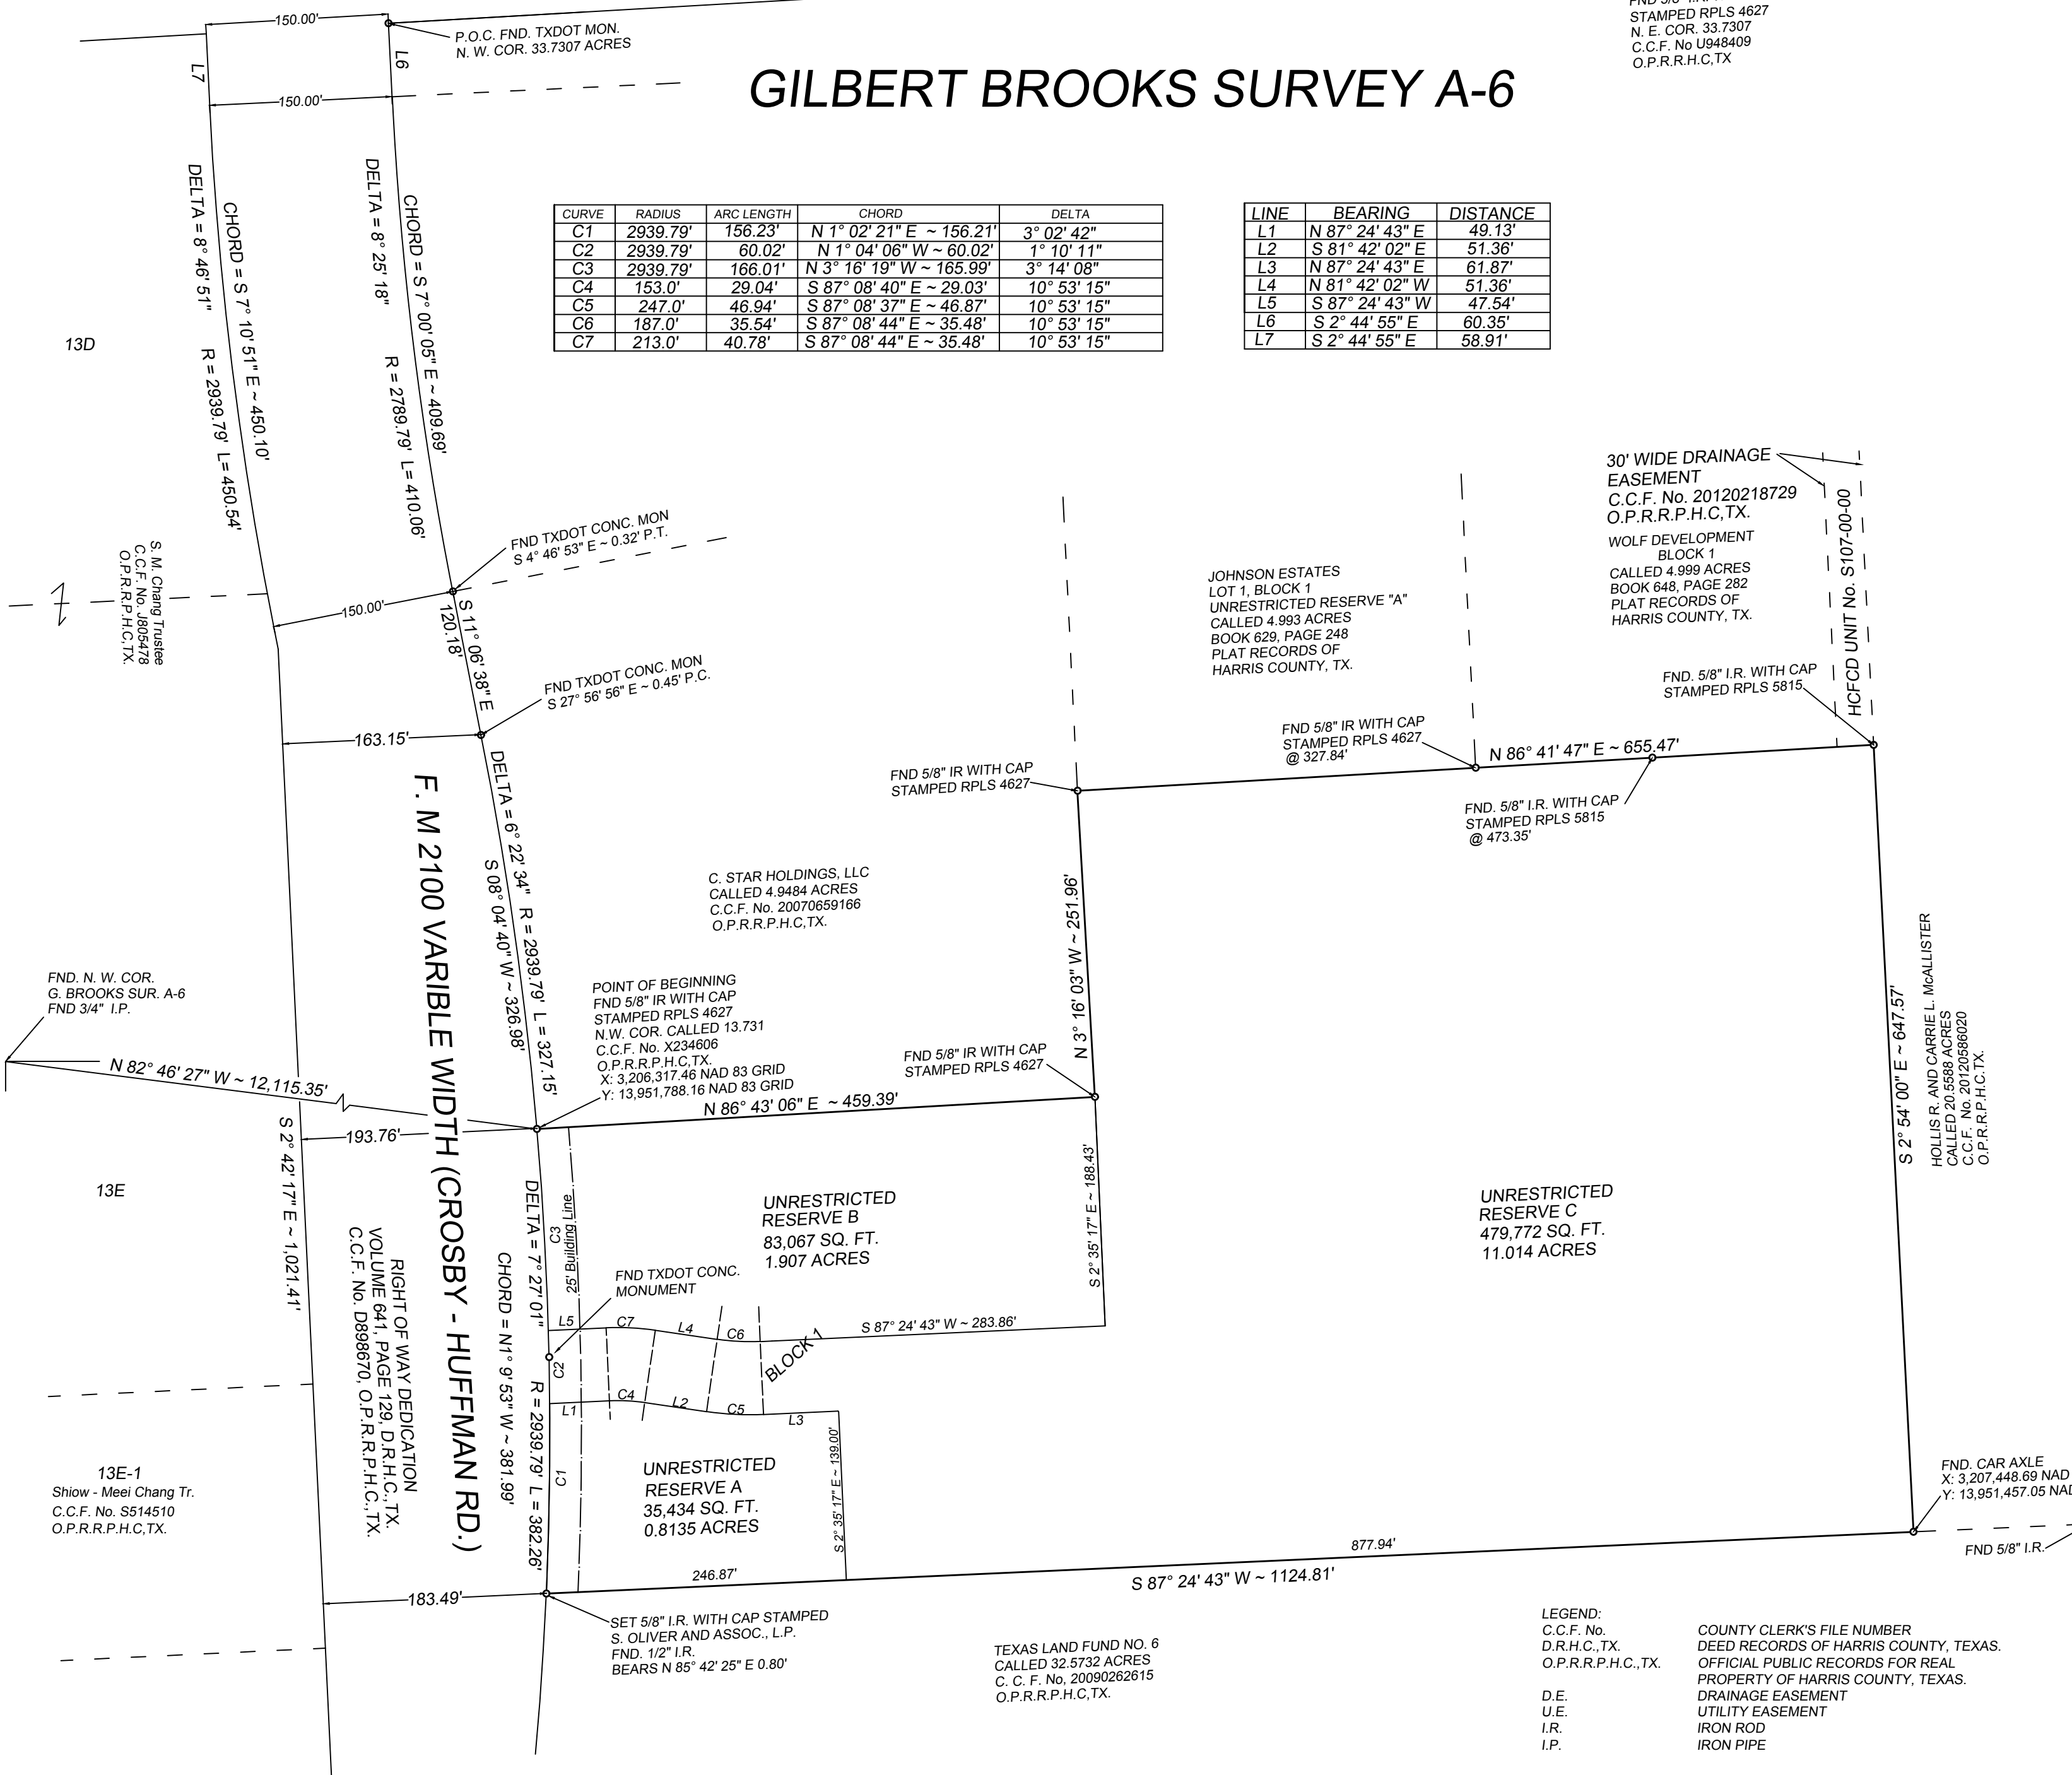 150.00'
P.O.C. FND. TXDOT MON.
N. W. COR. 33.7307 ACRES
L6
L7
150.00'
STAMPED RPLS 4627
N. E. COR. 33.7307
C.C.F. No U948409
O.P.R.R.H.C,TX
GILBERT BROOKS SURVEY A-6
CURVE RADIUS ARC LENGTH CHORD DELTA
C1 2939.79' 156.23' N 1° 02' 21" E ~ 156.21' 3° 02' 42"
C2 2939.79' 60.02' N 1° 04' 06" W ~ 60.02' 1° 10' 11"
C3 2939.79' 166.01' N 3° 16' 19" W ~ 165.99' 3° 14' 08"
C4 153.0' 29.04' S 87° 08' 40" E ~ 29.03' 10° 53' 15"
C5 247.0' 46.94' S 87° 08' 37" E ~ 46.87' 10° 53' 15"
C6 187.0' 35.54' S 87° 08' 44" E ~ 35.48' 10° 53' 15"
C7 213.0' 40.78' S 87° 08' 44" E ~ 35.48' 10° 53' 15"
LINE BEARING DISTANCE
L1 N 87° 24' 43" E 49.13'
L2 S 81° 42' 02" E 51.36'
L3 N 87° 24' 43" E 61.87'
L4 N 81° 42' 02" W 51.36'
L5 S 87° 24' 43" W 47.54'
L6 S 2° 44' 55" E 60.35'
L7 S 2° 44' 55" E 58.91'
DELTA = 8° 46' 51" R = 2939.79' L= 450.54'
CHORD = S 7° 10' 51" E ~ 450.10'
DELTA = 8° 25' 18" R = 2789.79' L= 410.06'
CHORD = S 7° 00' 05" E ~ 409.69'
13D
S. M. Chang Trustee
C.C.F. No. J805478
O.P.R.R.P.H.C,TX.
FND TXDOT CONC. MON
S 4° 46' 53" E ~ 0.32' P.T.
150.00'
S 11° 06' 38" E
120.18'
FND TXDOT CONC. MON
S 27° 56' 56" E ~ 0.45' P.C.
163.15'
30' WIDE DRAINAGE
EASEMENT
C.C.F. No. 20120218729
O.P.R.R.P.H.C,TX.
WOLF DEVELOPMENT
BLOCK 1
CALLED 4.999 ACRES
BOOK 648, PAGE 282
PLAT RECORDS OF
HARRIS COUNTY, TX.
HCFCD UNIT No. S107-00-00
JOHNSON ESTATES
LOT 1, BLOCK 1
UNRESTRICTED RESERVE "A"
CALLED 4.993 ACRES
BOOK 629, PAGE 248
PLAT RECORDS OF
HARRIS COUNTY, TX.
FND. 5/8" I.R. WITH CAP
STAMPED RPLS 5815
FND 5/8" IR WITH CAP
STAMPED RPLS 4627
@ 327.84'
N 86° 41' 47" E ~ 655.47'
FND 5/8" IR WITH CAP
STAMPED RPLS 4627
FND. 5/8" I.R. WITH CAP
STAMPED RPLS 5815
@ 473.35'
DELTA = 6° 22' 34" R = 2939.79' L = 327.15'
S 08° 04' 40" W ~ 326.98'
F. M 2100 VARIBLE WIDTH (CROSBY - HUFFMAN RD.)
C. STAR HOLDINGS, LLC
CALLED 4.9484 ACRES
C.C.F. No. 20070659166
O.P.R.R.P.H.C,TX.
N 3° 16' 03" W ~ 251.96'
FND. N. W. COR.
G. BROOKS SUR. A-6
FND 3/4" I.P.
N 82° 46' 27" W ~ 12,115.35'
POINT OF BEGINNING
FND 5/8" IR WITH CAP
STAMPED RPLS 4627
N.W. COR. CALLED 13.731
C.C.F. No. X234606
O.P.R.R.P.H.C,TX.
X: 3,206,317.46 NAD 83 GRID
Y: 13,951,788.16 NAD 83 GRID
FND 5/8" IR WITH CAP
STAMPED RPLS 4627
N 86° 43' 06" E ~ 459.39'
S 2° 54' 00" E ~ 647.57'
HOLLIS R. AND CARRIE L. McALLISTER
CALLED 20.5588 ACRES
C.C.F. No. 20120586020
O.P.R.R.P.H.C.TX.
193.76'
13E
S 2° 42' 17" E ~ 1,021.41'
RIGHT OF WAY DEDICATION
VOLUME 641, PAGE 129, D.R.H.C.,TX.
C.C.F. No. D898670, O.P.R.R.P.H.C.,TX.
DELTA = 7° 27' 01" R = 2939.79' L = 382.26'
CHORD = N1° 9' 53" W ~ 381.99'
C3
25' Building Line
UNRESTRICTED
RESERVE B
83,067 SQ. FT.
1.907 ACRES
S 2° 35' 17" E ~ 188.43'
UNRESTRICTED
RESERVE C
479,772 SQ. FT.
11.014 ACRES
FND TXDOT CONC.
MONUMENT
L5
C7
L4
C6
S 87° 24' 43" W ~ 283.86'
BLOCK 1
C2
L1
C4
L2
C5
L3
C1
UNRESTRICTED
RESERVE A
35,434 SQ. FT.
0.8135 ACRES
S 2° 35' 17" E ~ 139.00'
13E-1
Shiow - Meei Chang Tr.
C.C.F. No. S514510
O.P.R.R.P.H.C,TX.
FND. CAR AXLE
X: 3,207,448.69 NAD
Y: 13,951,457.05
FND 5/8" I.R.
877.94'
246.87'
S 87° 24' 43" W ~ 1124.81'
183.49'
SET 5/8" I.R. WITH CAP STAMPED
S. OLIVER AND ASSOC., L.P.
FND. 1/2" I.R.
BEARS N 85° 42' 25" E 0.80'
TEXAS LAND FUND NO. 6
CALLED 32.5732 ACRES
C. C. F. No, 20090262615
O.P.R.R.P.H.C,TX.
LEGEND:
C.C.F. No. COUNTY CLERK'S FILE NUMBER
D.R.H.C.,TX. DEED RECORDS OF HARRIS COUNTY, TEXAS.
O.P.R.R.P.H.C.,TX. OFFICIAL PUBLIC RECORDS FOR REAL
PROPERTY OF HARRIS COUNTY, TEXAS.
D.E. DRAINAGE EASEMENT
U.E. UTILITY EASEMENT
I.R. IRON ROD
I.P. IRON PIPE